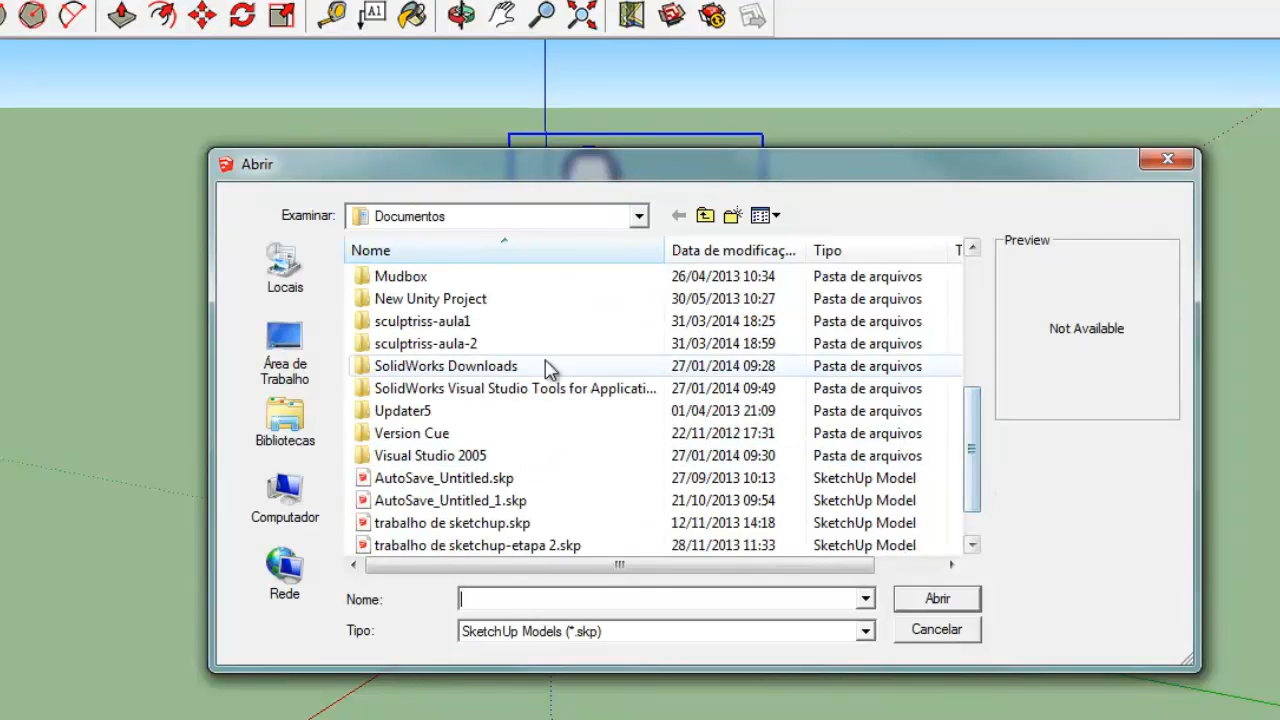 A1
Abrir
Examinar: Documentos
Nome Data de modificaç... Tipo T
Mudbox 26/04/2013 10:34 Pasta de arquivos
New Unity Project 30/05/2013 10:27 Pasta de arquivos
sculptriss-aula1 31/03/2014 18:25 Pasta de arquivos
sculptriss-aula-2 31/03/2014 18:59 Pasta de arquivos
SolidWorks Downloads 27/01/2014 09:28 Pasta de arquivos
SolidWorks Visual Studio Tools for Applicati... 27/01/2014 09:49 Pasta de arquivos
Updater5 01/04/2013 21:09 Pasta de arquivos
Version Cue 22/11/2012 17:31 Pasta de arquivos
Visual Studio 2005 27/01/2014 09:30 Pasta de arquivos
AutoSave_Untitled.skp 27/09/2013 10:13 SketchUp Model
AutoSave_Untitled_1.skp 21/10/2013 09:54 SketchUp Model
trabalho de sketchup.skp 12/11/2013 14:18 SketchUp Model
trabalho de sketchup-etapa 2.skp 28/11/2013 11:33 SketchUp Model
Locais
Área de
Trabalho
Bibliotecas
Computador
Rede
Nome:
Abrir
Tipo: SketchUp Models (*.skp)
Cancelar
Preview
Not Available